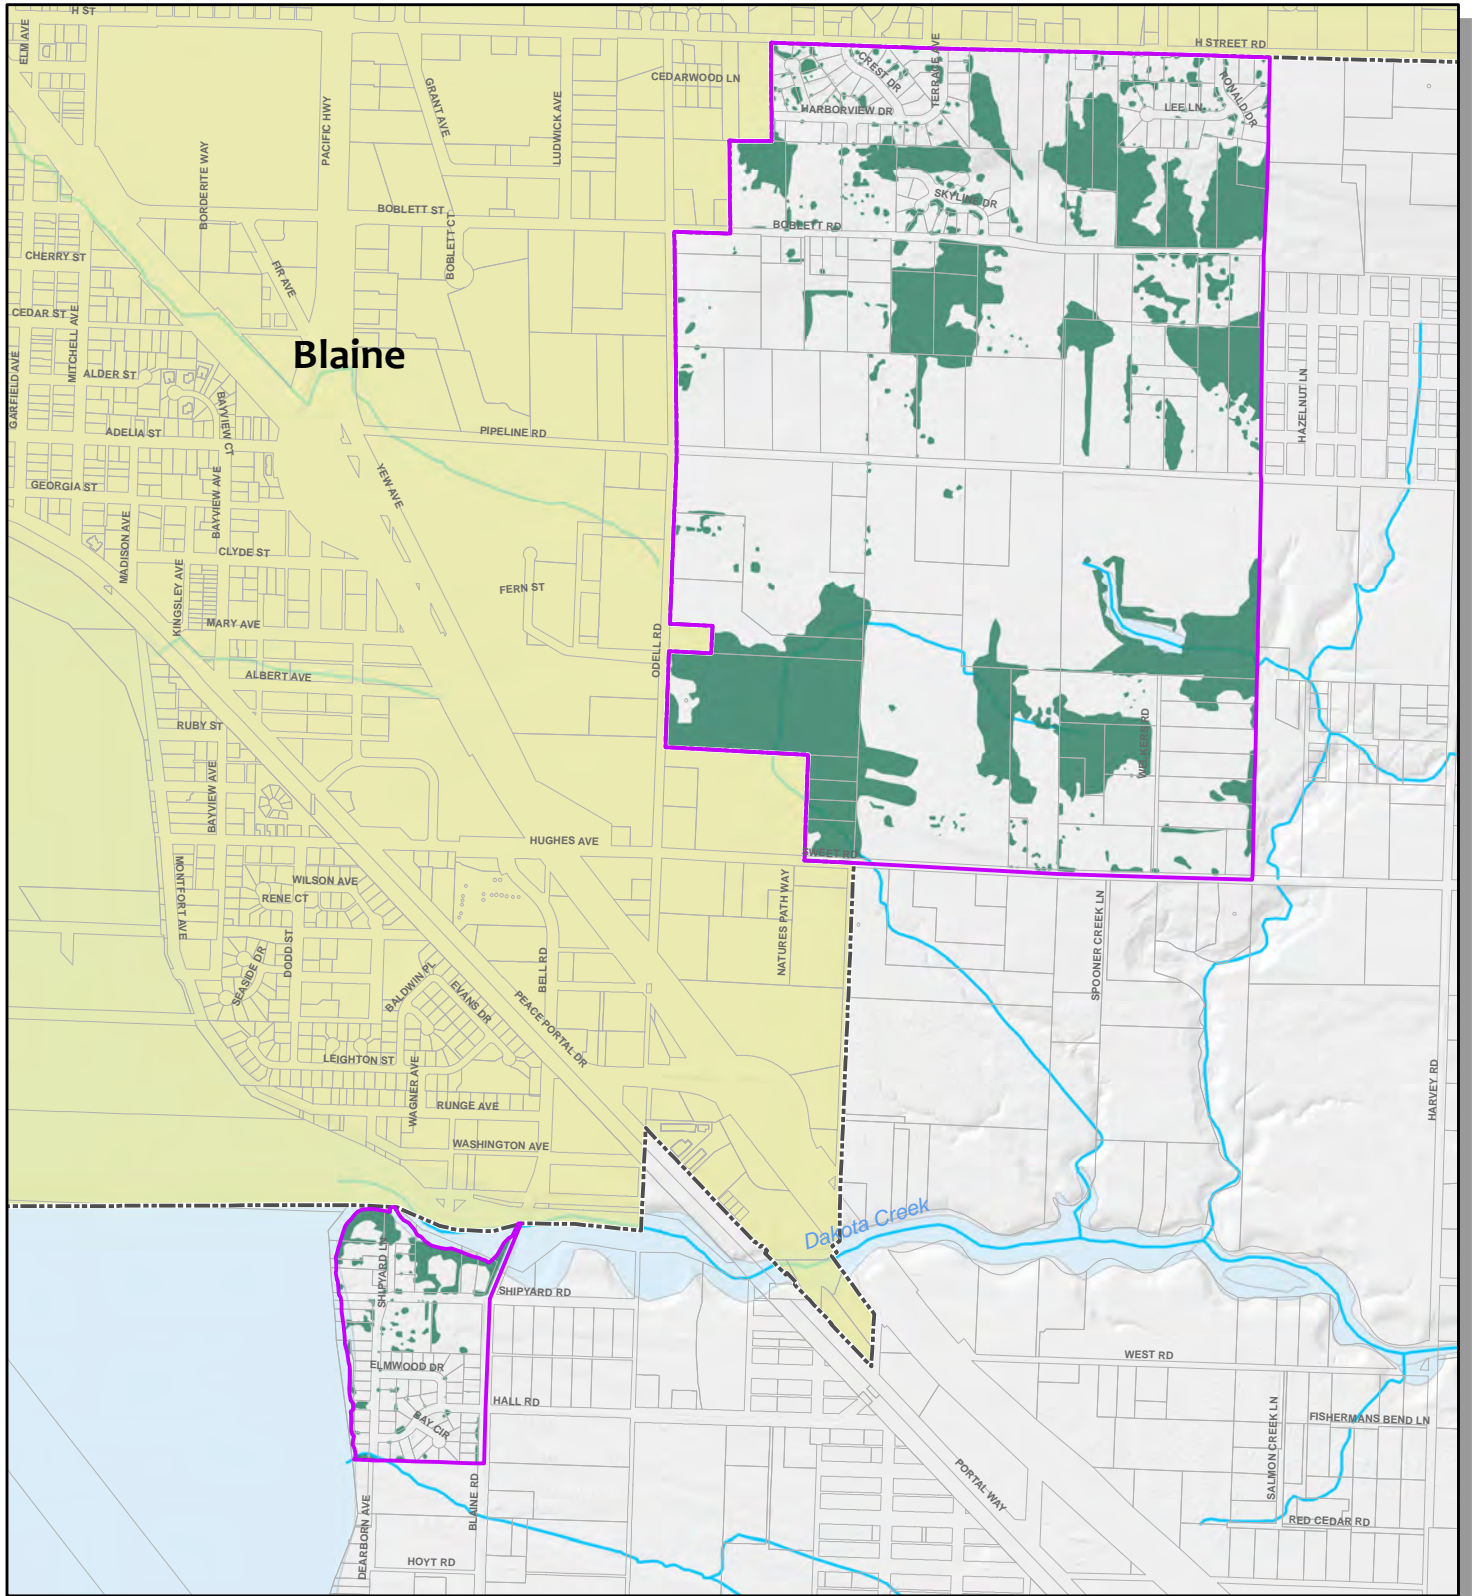 H ST
H STREET RD
ELM AVE
CEDARWOOD LN
CREST DR
TERRACE AVE
RONALD DR
GRANT AVE
PACIFIC HWY
LUDWICK AVE
HARBORVIEW DR
LEE LN
BORDERITE WAY
SKYLINE DR
BOBLETT ST
BOBLETT CT
BOBLETT RD
CHERRY ST
FIR AVE
CEDAR ST
MITCHELL AVE
Blaine
GARFIELD AVE
ALDER ST
BAYVIEW CT
HAZELNUT LN
ADELIA ST
PIPELINE RD
YEW AVE
GEORGIA ST
BAYVIEW AVE
MADISON AVE
CLYDE ST
KINGSLEY AVE
FERN ST
MARY AVE
ODELL RD
ALBERT AVE
RUBY ST
WELKERS RD
BAYVIEW AVE
HUGHES AVE
SWEET RD
MONTFORT AVE
WILSON AVE
RENE CT
NATURES PATH WAY
SPOONER CREEK LN
DODD ST
SEASIDE DR
BALDWIN PL
EVANS DR
BELL RD
PEACE PORTAL DR
LEIGHTON ST
WAGNER AVE
HARVEY RD
RUNGE AVE
WASHINGTON AVE
Dakota Creek
SHIPYARD LN
SHIPYARD RD
WEST RD
ELMWOOD DR
HALL RD
BAY CIR
SALMON CREEK LN
FISHERMANS BEND LN
PORTAL WAY
BLAINE RD
DEARBORN AVE
RED CEDAR RD
HOYT RD